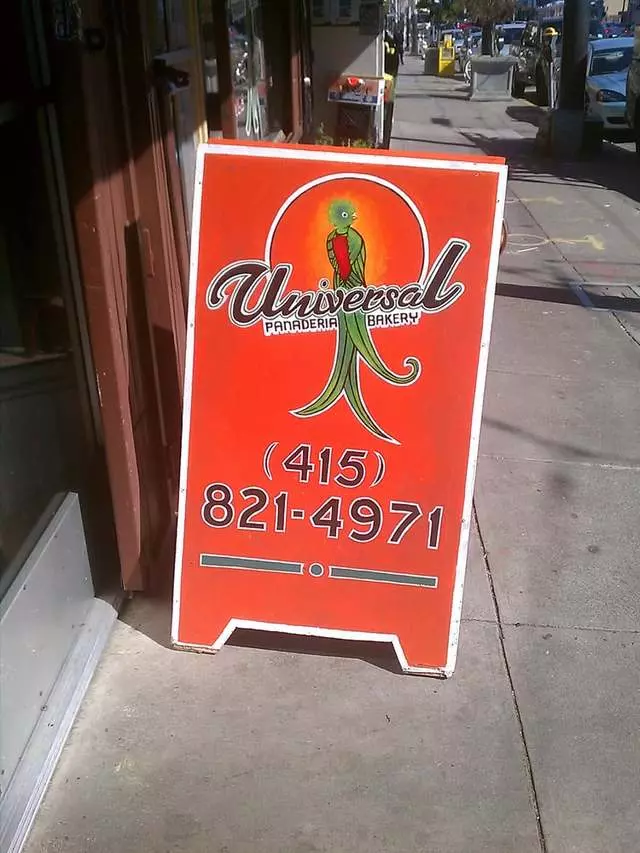 Universal
PANADERIA BAKERY
(415)
821-4971